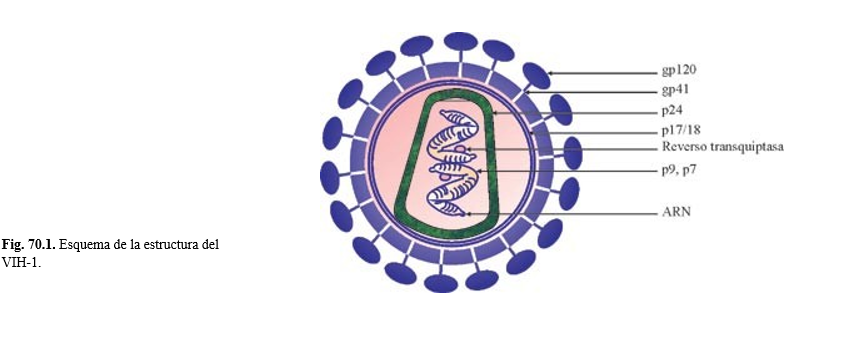 gp120
gp41
p24
p17/18
Reverso transquiptasa
p9, p7
ARN
Fig. 70.1. Esquema de la estructura del
VIH-1.